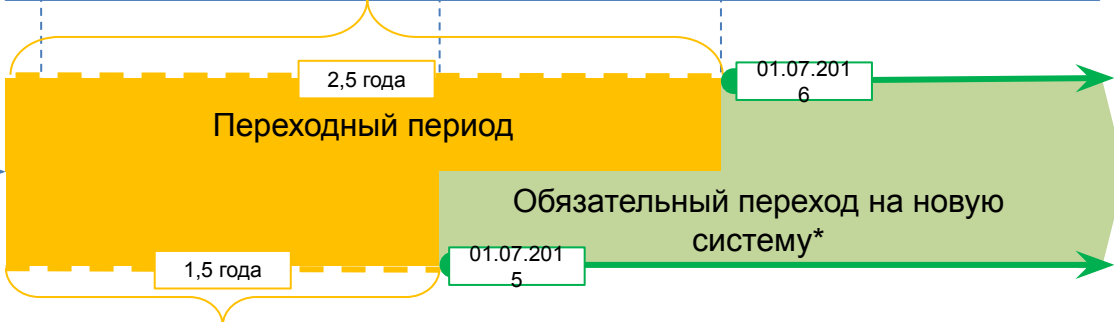 2,5 года
01.07.201
6
Переходный период
Обязательный переход на новую
систему*
1,5 года
01.07.201
5